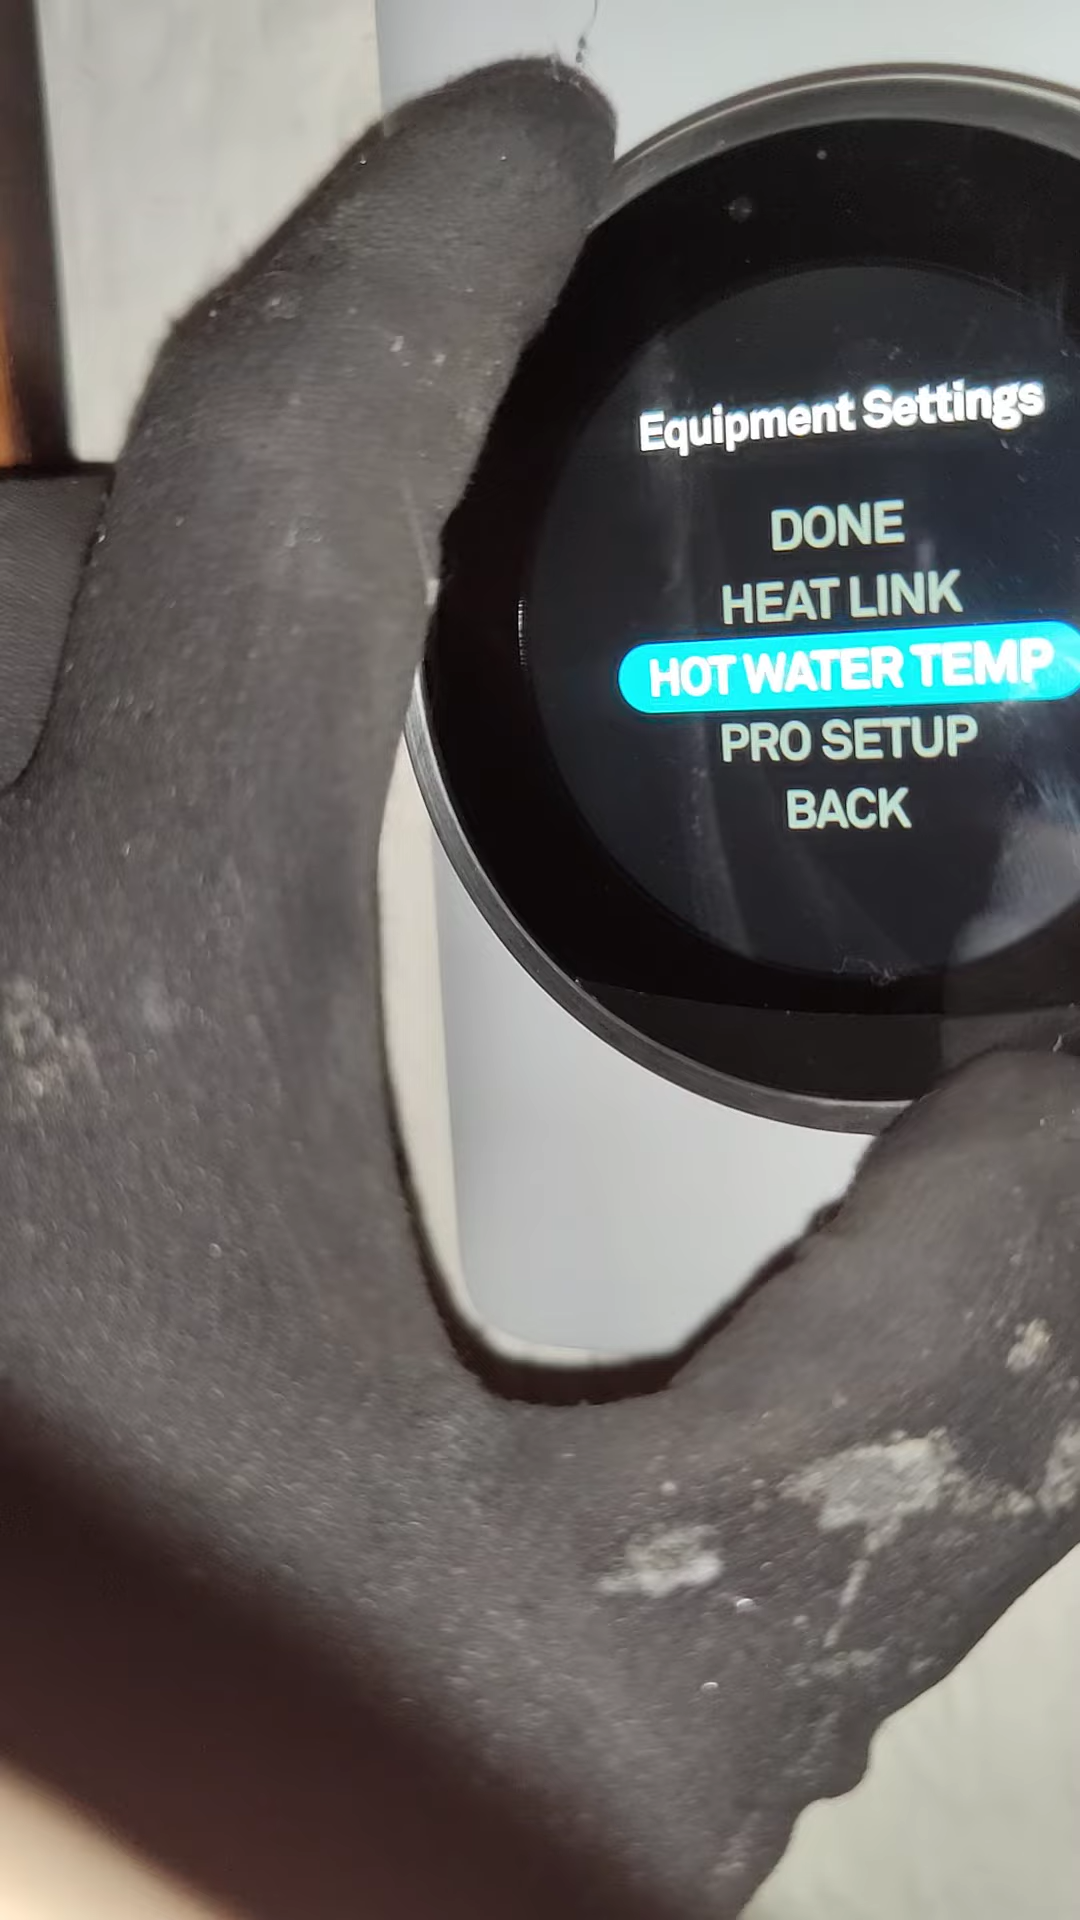 Equipment Settings
DONE
HEAT LINK
HOT WATER TEMP
PRO SETUP
BACK